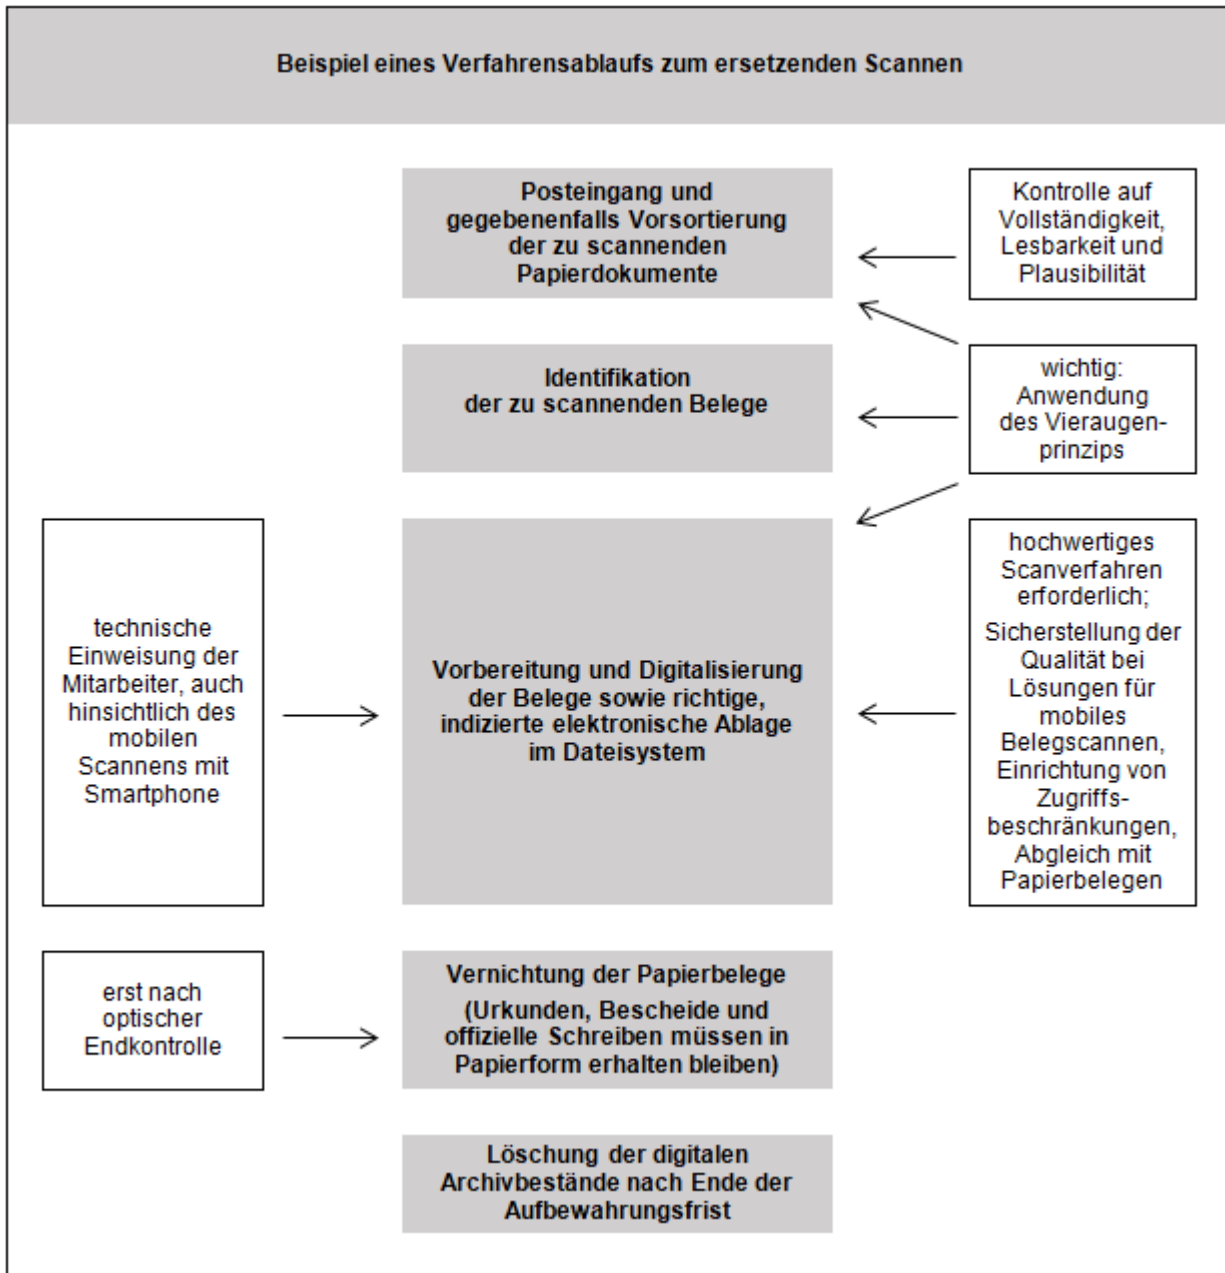 Beispiel eines Verfahrensablaufs zum ersetzenden Scannen
Posteingang und
gegebenenfalls Vorsortierung
der zu scannenden
Papierdokumente
Kontrolle auf
Vollständigkeit,
Lesbarkeit und
Plausibilität
Identifikation
der zu scannenden Belege
wichtig:
Anwendung
des Vieraugen-
prinzips
technische
Einweisung der
Mitarbeiter, auch
hinsichtlich des
mobilen
Scannens mit
Smartphone
Vorbereitung und Digitalisierung
der Belege sowie richtige,
indizierte elektronische Ablage
im Dateisystem
hochwertiges
Scanverfahren
erforderlich;
Sicherstellung der
Qualität bei
Lösungen für
mobiles
Belegscannen,
Einrichtung von
Zugriffs-
beschränkungen,
Abgleich mit
Papierbelegen
erst nach
optischer
Endkontrolle
Vernichtung der Papierbelege
(Urkunden, Bescheide und
offizielle Schreiben müssen in
Papierform erhalten bleiben)
Löschung der digitalen
Archivbestände nach Ende der
Aufbewahrungsfrist